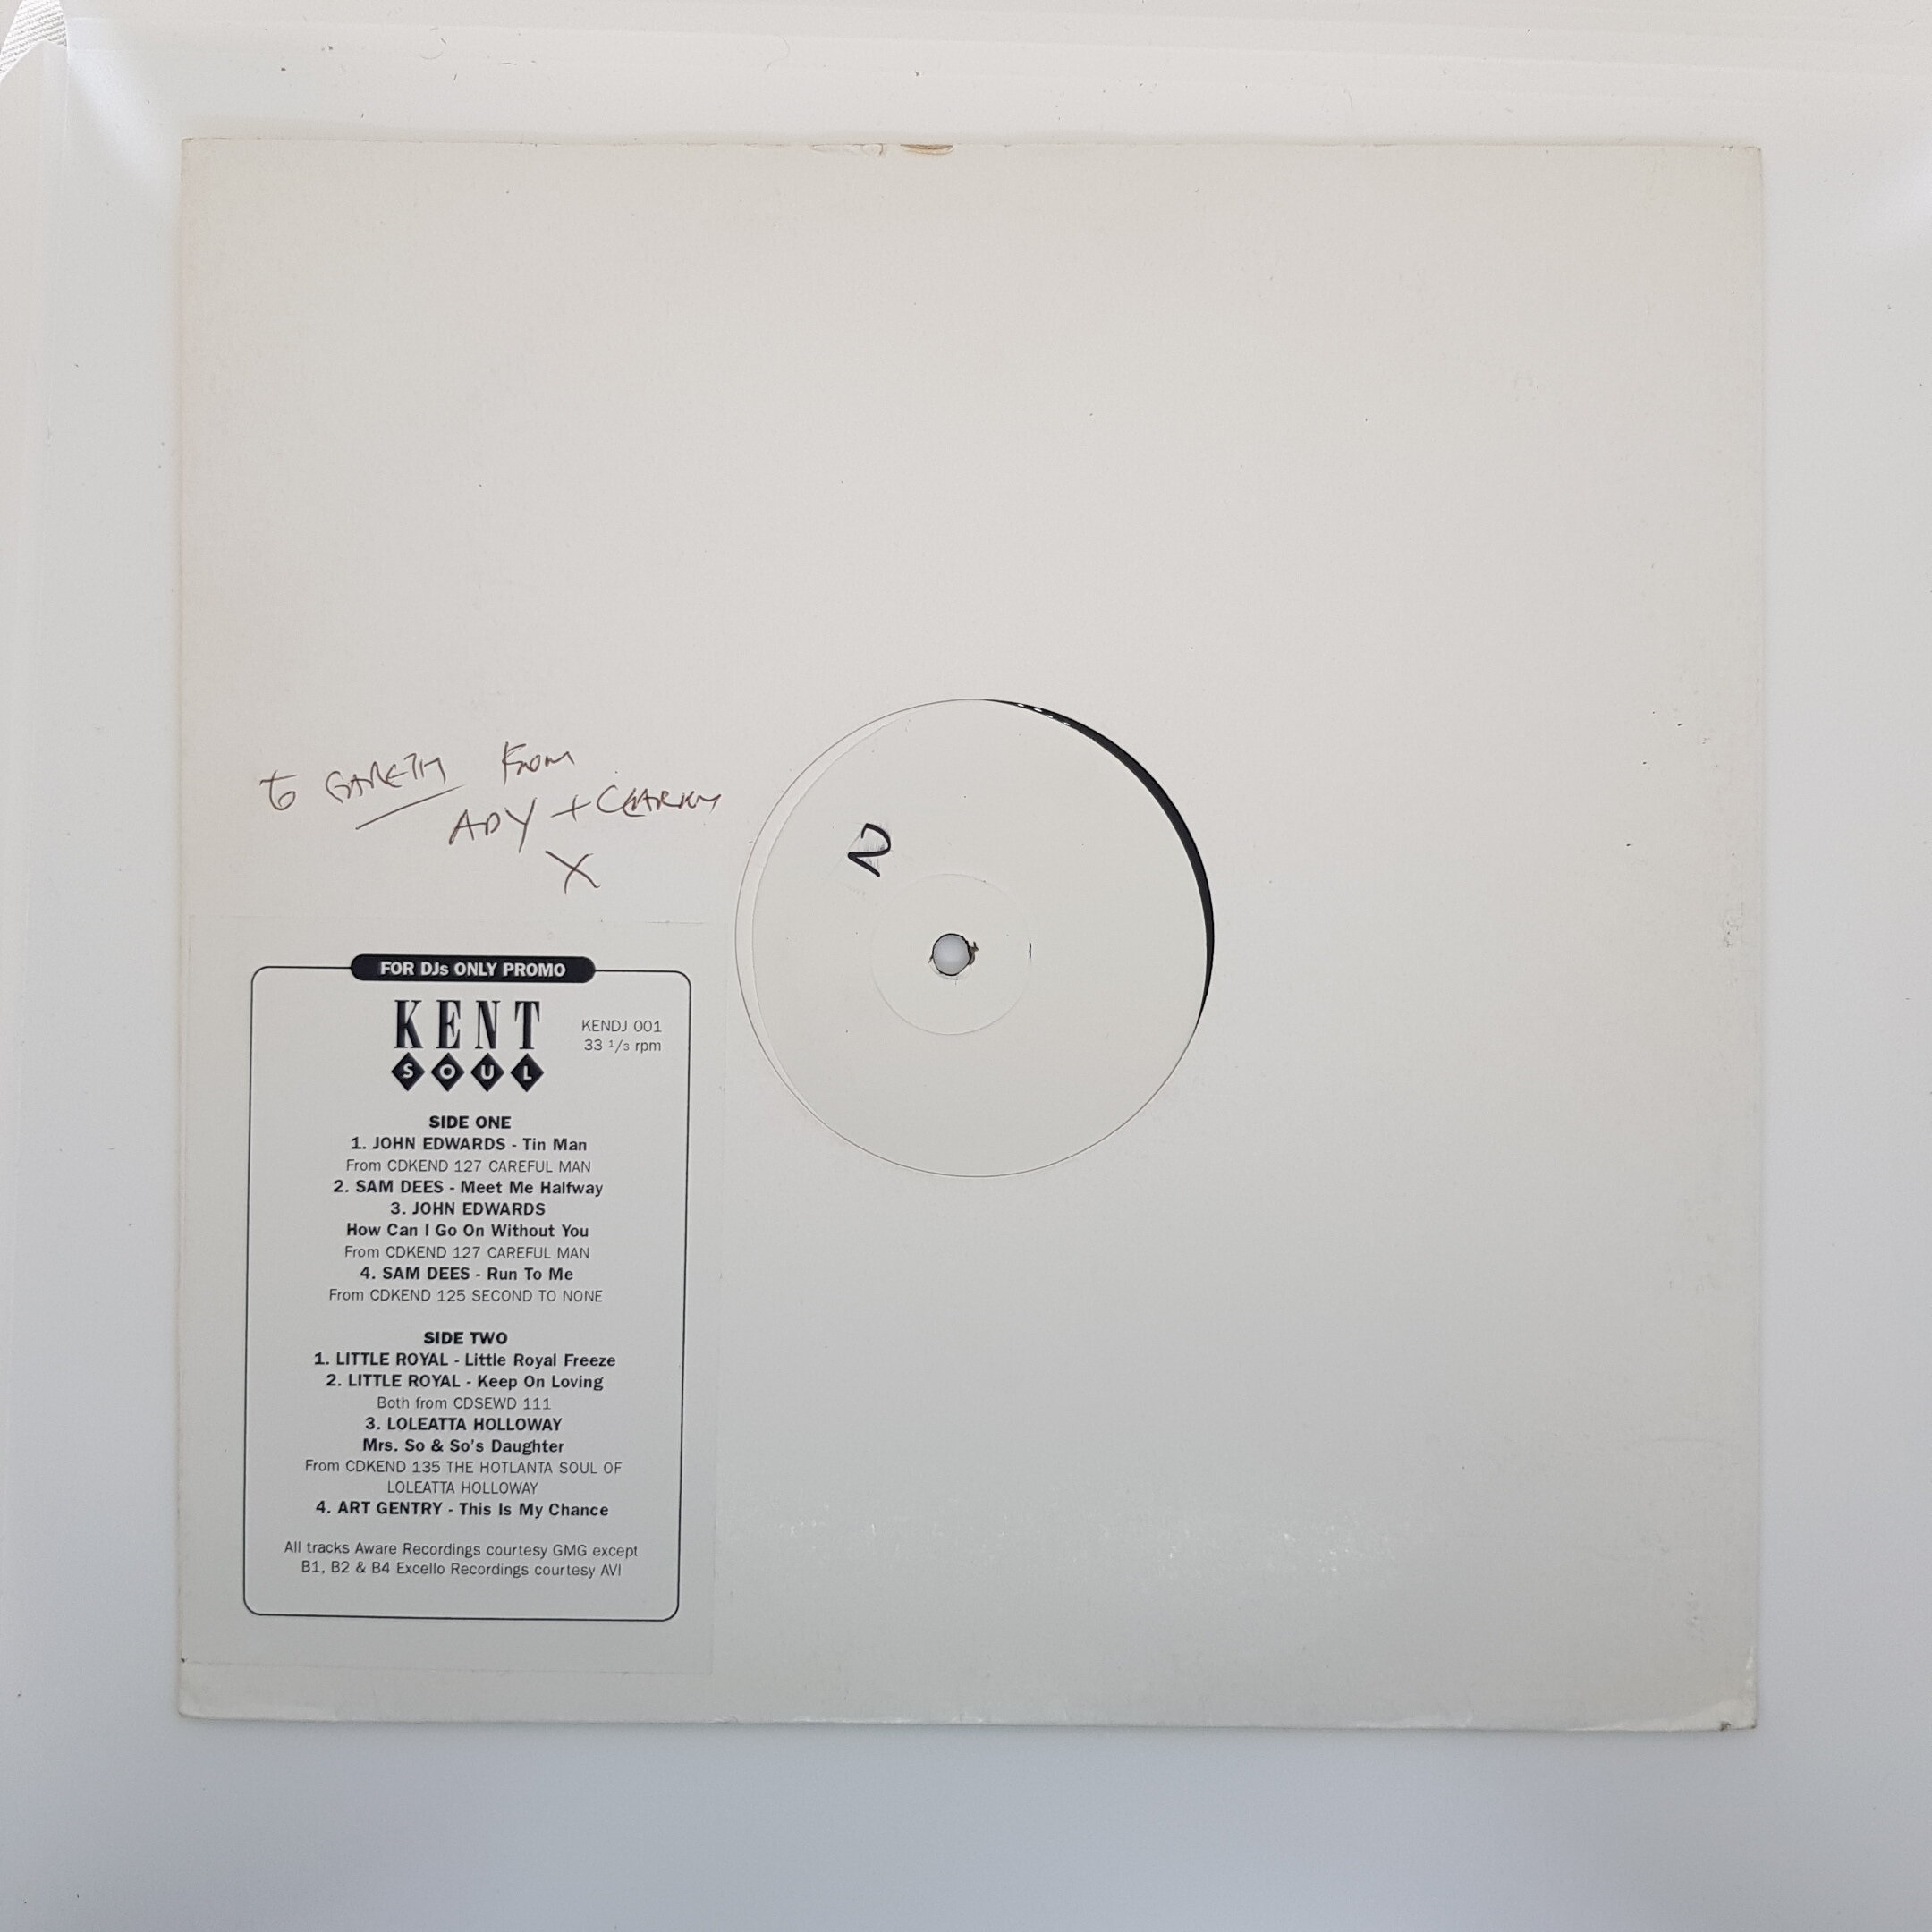 to GARETH From
ADY + CLARKY
X
2
FOR DJs ONLY PROMO
KENT
SOUL
KENDJ 001
33 1/3 rpm
SIDE ONE
1. JOHN EDWARDS - Tin Man
From CDKEND 127 CAREFUL MAN
2. SAM DEES - Meet Me Halfway
3. JOHN EDWARDS
How Can I Go On Without You
From CDKEND 127 CAREFUL MAN
4. SAM DEES - Run To Me
From CDKEND 125 SECOND TO NONE
SIDE TWO
1. LITTLE ROYAL - Little Royal Freeze
2. LITTLE ROYAL - Keep On Loving
Both from CDSEWD 111
3. LOLEATTA HOLLOWAY
Mrs. So & So's Daughter
From CDKEND 135 THE HOTLANTA SOUL OF
LOLEATTA HOLLOWAY
4. ART GENTRY - This Is My Chance
All tracks Aware Recordings courtesy GMG except
B1, B2 & B4 Excello Recordings courtesy AVI